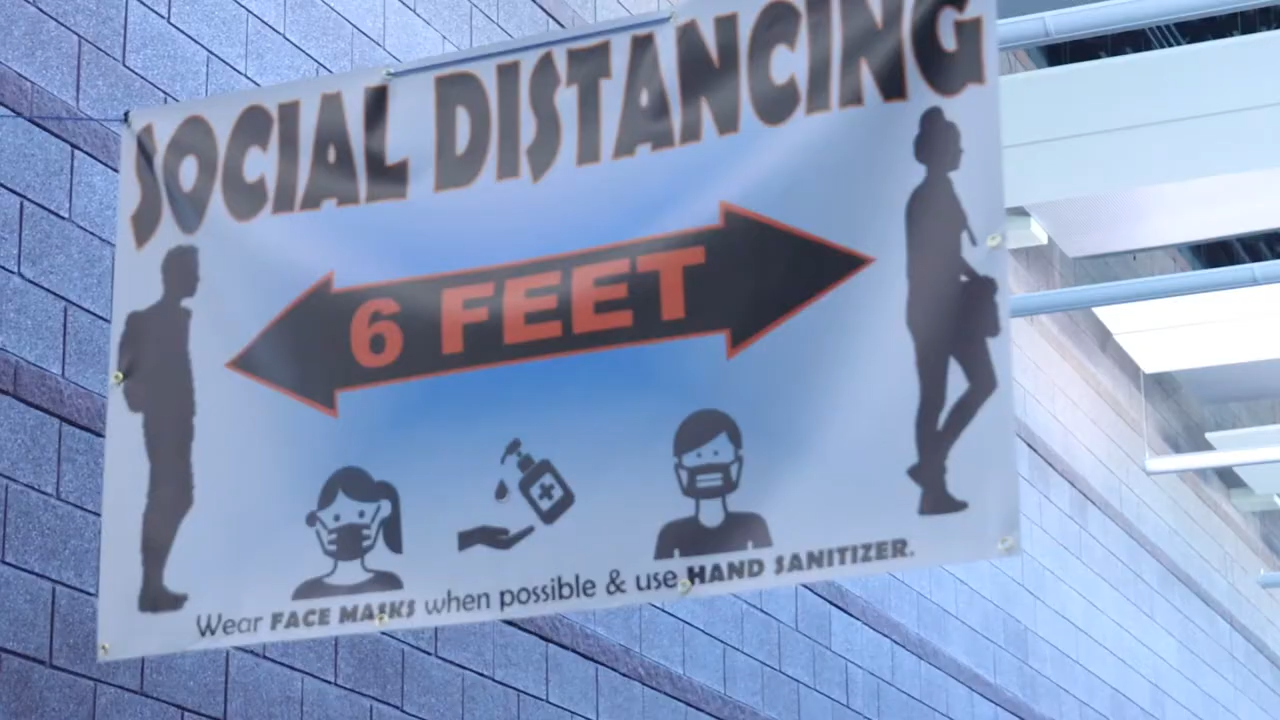 SOCIAL DISTANCING
6 FEET
Wear FACE MASKS when possible & use HAND SANITIZER.